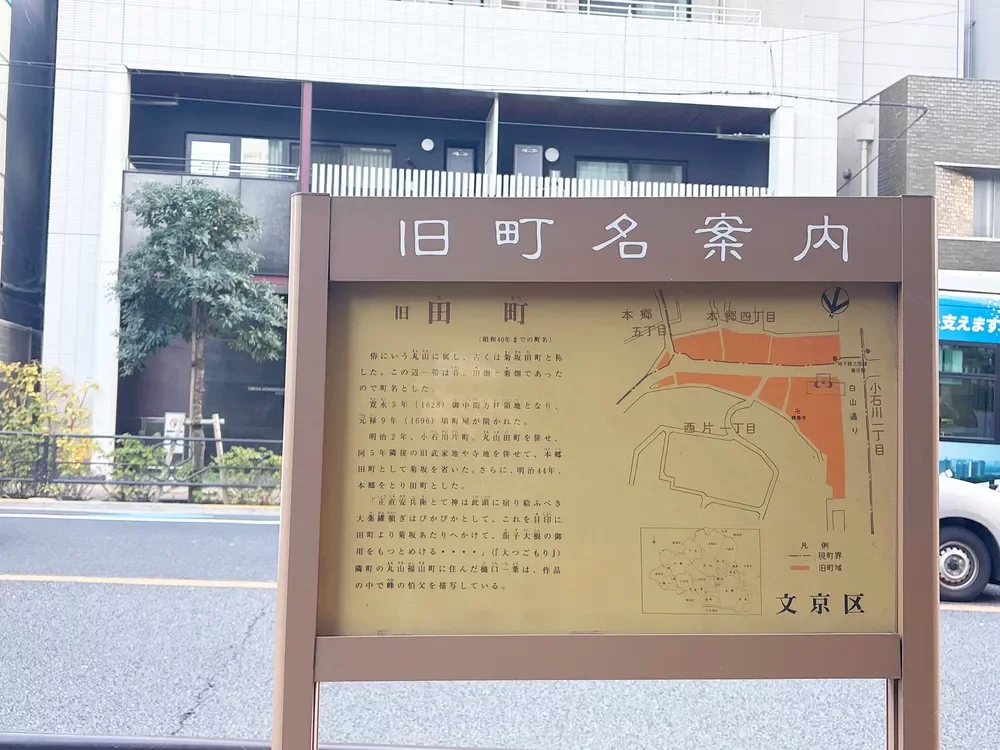 旧町名案内
旧 田町
(昭和40年までの町名)
俗にいう丸山に属し、古くは菊坂田町と称
した。この辺一帯は昔、田畑と菊畑であった
ので町名とした。
寛永5年(1628)御中間方拝領地となり、
元禄9年(1696)頃町屋が開かれた。
明治2年、小石川片町、丸山田町を併せ、
同5年隣接の旧武家地や寺地を併せて、本郷
田町として菊坂を省いた。さらに、明治44年、
本郷をとり田町とした。
「正直安兵衛とて神は此頭に宿り給ふべき
大薬罐額ぎはぴかぴかとして、これを目印に
田町より菊坂あたりへかけて、茄子大根の御
用をもつとめける・・・・」(『大つごもり』)
隣町の丸山福山町に住んだ樋口一葉は、作品
の中で峰の伯父を描写している。
本郷
五丁目
本郷四丁目
西片一丁目
白山通り
小石川一丁目
凡例
現町界
旧町域
文京区
支えます